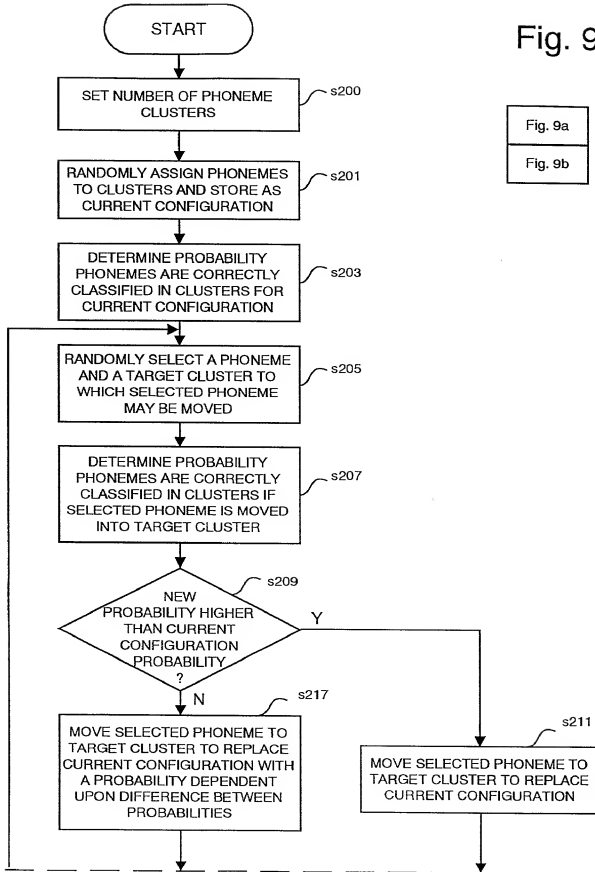 START
Fig. 9
SET NUMBER OF PHONEME
CLUSTERS
s200
Fig. 9a
Fig. 9b
RANDOMLY ASSIGN PHONEMES
TO CLUSTERS AND STORE AS
CURRENT CONFIGURATION
s201
DETERMINE PROBABILITY
PHONEMES ARE CORRECTLY
CLASSIFIED IN CLUSTERS FOR
CURRENT CONFIGURATION
s203
RANDOMLY SELECT A PHONEME
AND A TARGET CLUSTER TO
WHICH SELECTED PHONEME
MAY BE MOVED
s205
DETERMINE PROBABILITY
PHONEMES ARE CORRECTLY
CLASSIFIED IN CLUSTERS IF
SELECTED PHONEME IS MOVED
INTO TARGET CLUSTER
s207
NEW
PROBABILITY HIGHER
THAN CURRENT
CONFIGURATION
PROBABILITY
?
s209
Y
N
s217
MOVE SELECTED PHONEME TO
TARGET CLUSTER TO REPLACE
CURRENT CONFIGURATION WITH
A PROBABILITY DEPENDENT
UPON DIFFERENCE BETWEEN
PROBABILITIES
s211
MOVE SELECTED PHONEME TO
TARGET CLUSTER TO REPLACE
CURRENT CONFIGURATION